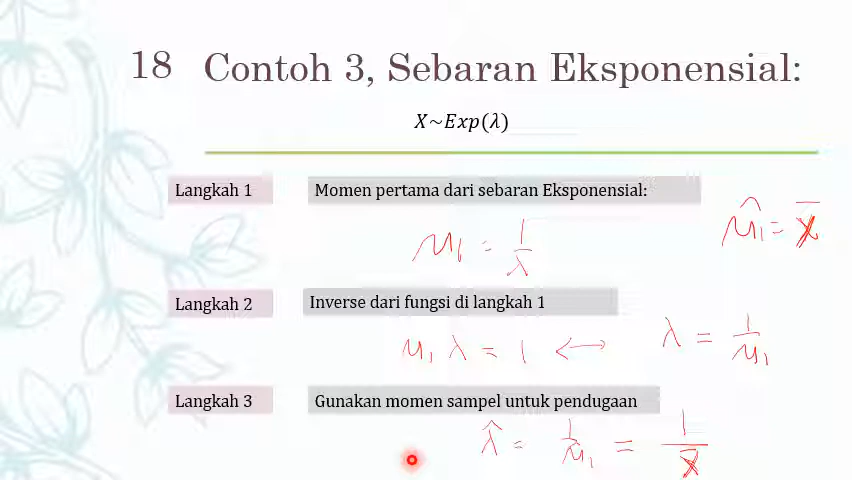 18 Contoh 3, Sebaran Eksponensial:
X~Exp(λ)
Langkah 1 Momen pertama dari sebaran Eksponensial:
μ₁ = 1/λ
μ̂₁ = X̄
Langkah 2 Inverse dari fungsi di langkah 1
μ₁ λ = 1 ⟷ λ = 1/μ₁
Langkah 3 Gunakan momen sampel untuk pendugaan
λ̂ = 1/μ₁ = 1/X̄